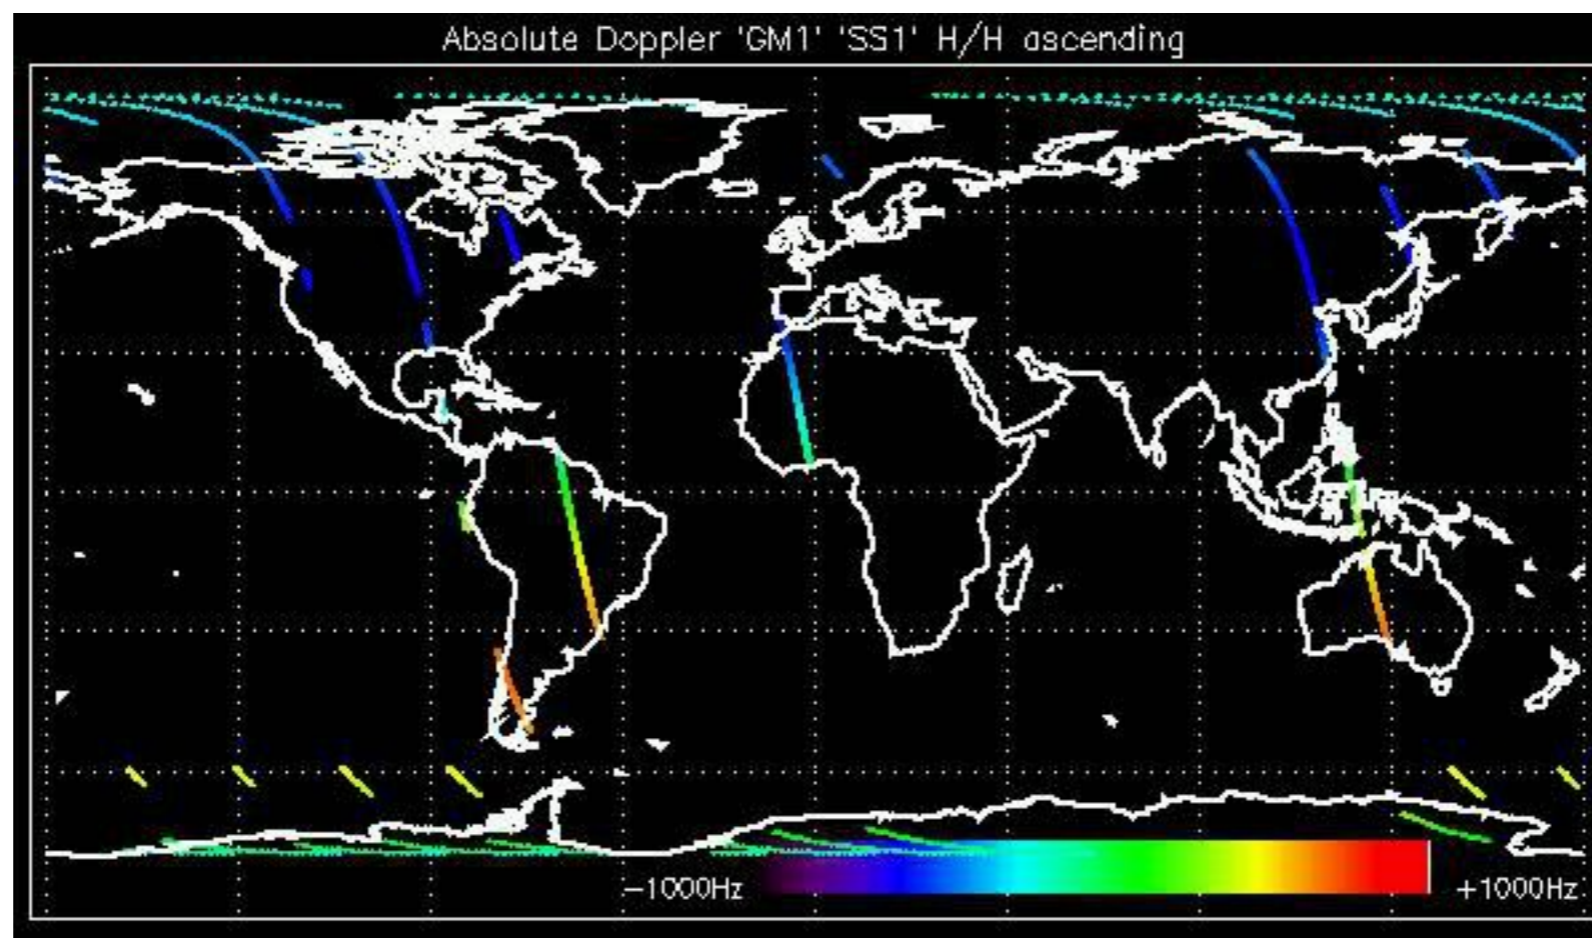 Absolute Doppler 'GM1' 'SS1' H/H ascending
−1000Hz
+1000Hz